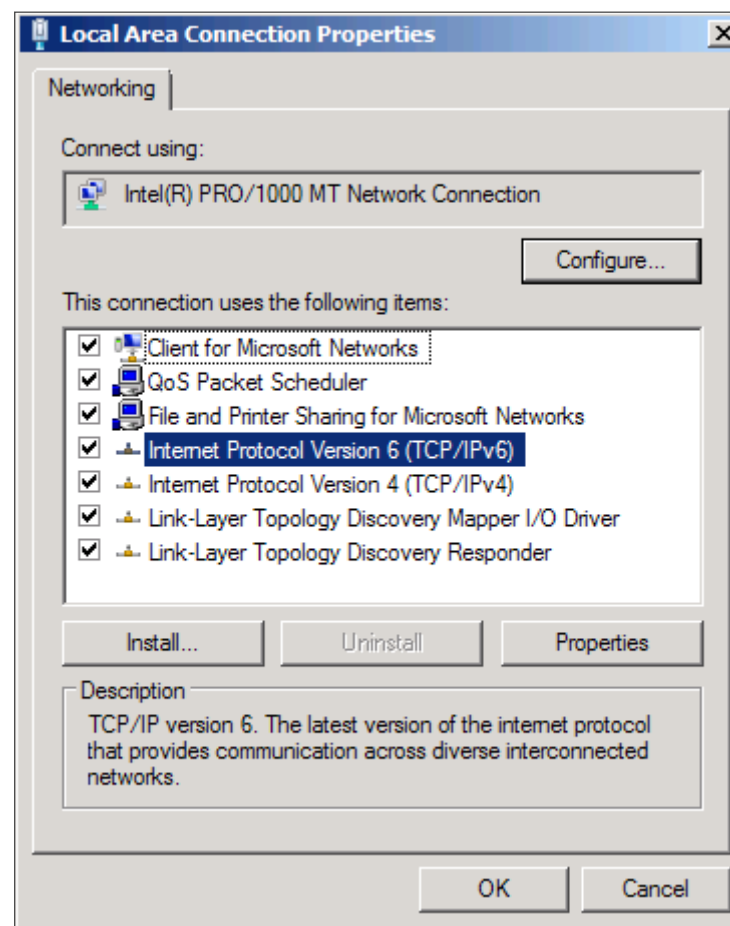 Local Area Connection Properties
Networking
Connect using:
Intel(R) PRO/1000 MT Network Connection
Configure...
This connection uses the following items:
Client for Microsoft Networks
QoS Packet Scheduler
File and Printer Sharing for Microsoft Networks
Internet Protocol Version 6 (TCP/IPv6)
Internet Protocol Version 4 (TCP/IPv4)
Link-Layer Topology Discovery Mapper I/O Driver
Link-Layer Topology Discovery Responder
Install... Uninstall Properties
Description
TCP/IP version 6. The latest version of the internet protocol
that provides communication across diverse interconnected
networks.
OK Cancel